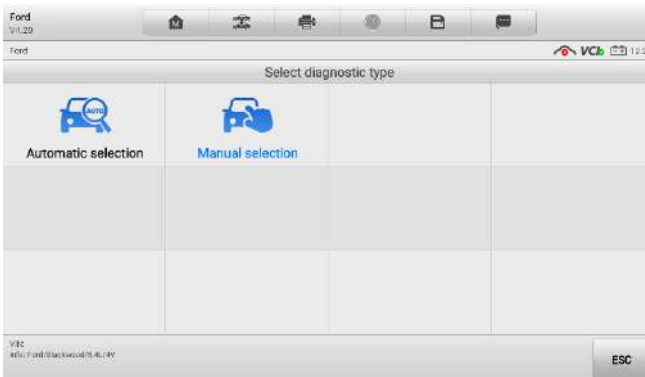 Ford
V4.20
M
Ford
VCI
Select diagnostic type
AUTO
Automatic selection
Manual selection
VIN:
Info: Ford/Blackwood/5.4L/4V
ESC